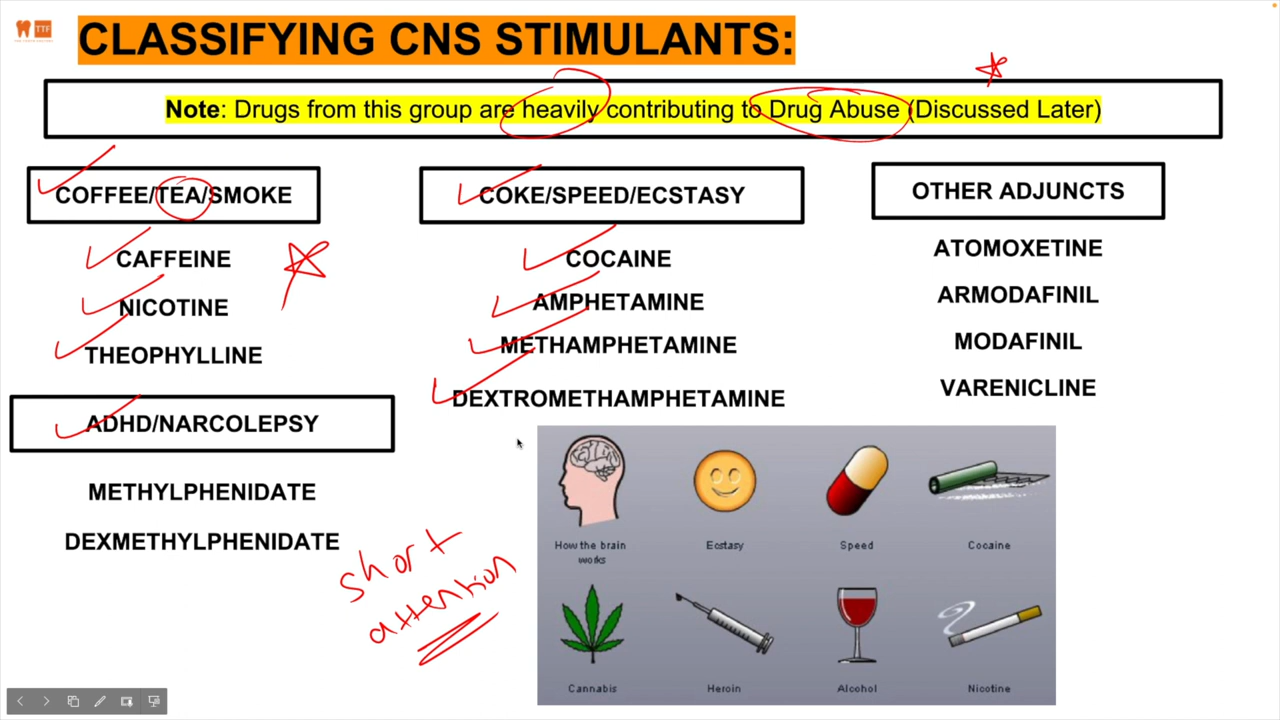 TTF
CLASSIFYING CNS STIMULANTS:
Note: Drugs from this group are heavily contributing to Drug Abuse (Discussed Later)
COFFEE/TEA/SMOKE
CAFFEINE
NICOTINE
THEOPHYLLINE
ADHD/NARCOLEPSY
METHYLPHENIDATE
DEXMETHYLPHENIDATE
short
attention
COKE/SPEED/ECSTASY
COCAINE
AMPHETAMINE
METHAMPHETAMINE
DEXTROMETHAMPHETAMINE
OTHER ADJUNCTS
ATOMOXETINE
ARMODAFINIL
MODAFINIL
VARENICLINE
How the brain
works
Ecstasy
Speed
Cocaine
Cannabis
Heroin
Alcohol
Nicotine